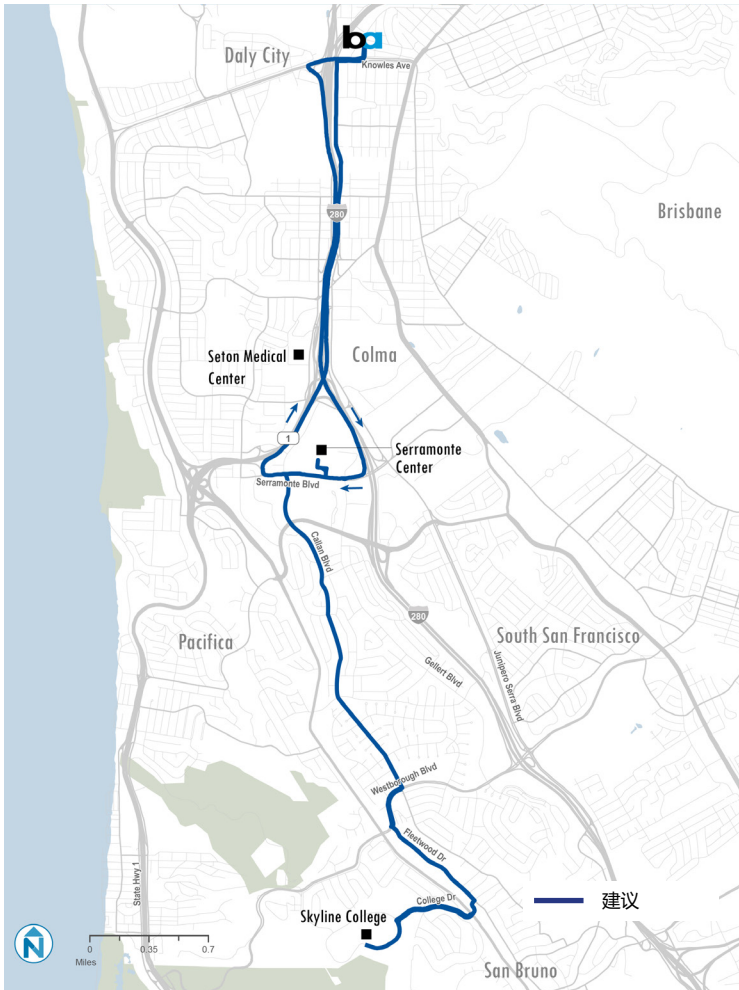 ba
Daly City
Knowles Ave
280
Brisbane
Seton Medical
Center
Colma
1
Serramonte
Center
Serramonte Blvd
Callan Blvd
280
Pacifica
South San Francisco
Gellert Blvd
Junipero Serra Blvd
Westborough Blvd
Fleetwood Dr
State Hwy 1
College Dr
建议
Skyline College
N
0 0.35 0.7
Miles
San Bruno